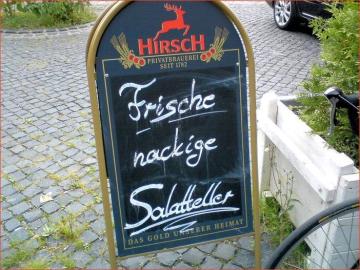 HIRSCH
PRIVATBRAUEREI
SEIT 1782
Frische
nackige
Salatteller
DAS GOLD UNSERER HEIMAT